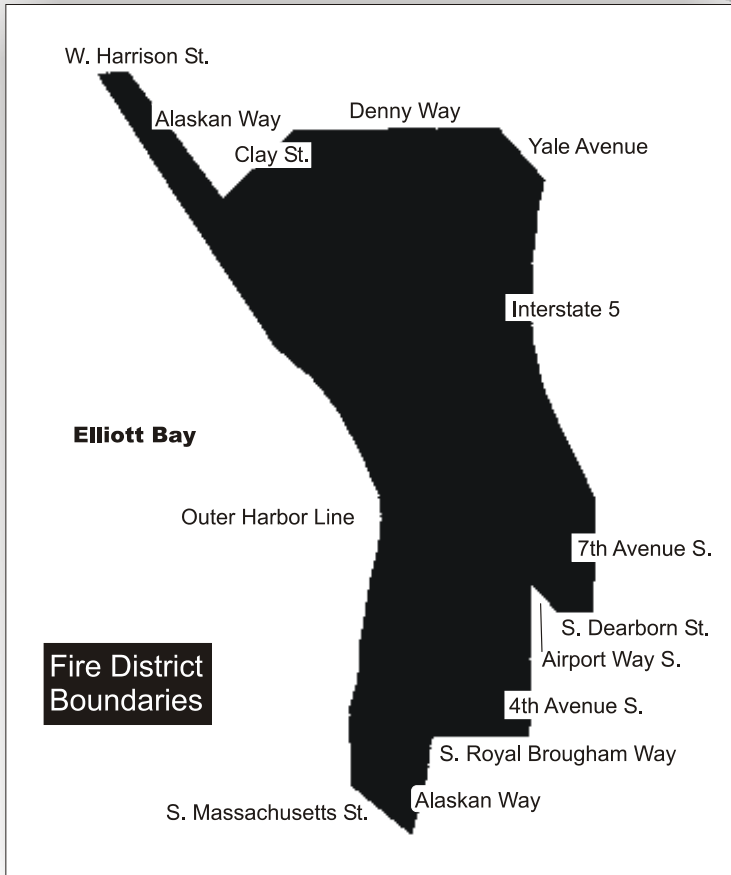 W. Harrison St.
Denny Way
Alaskan Way
Yale Avenue
Clay St.
Interstate 5
Elliott Bay
Outer Harbor Line
7th Avenue S.
S. Dearborn St.
Airport Way S.
Fire District
Boundaries
4th Avenue S.
S. Royal Brougham Way
Alaskan Way
S. Massachusetts St.